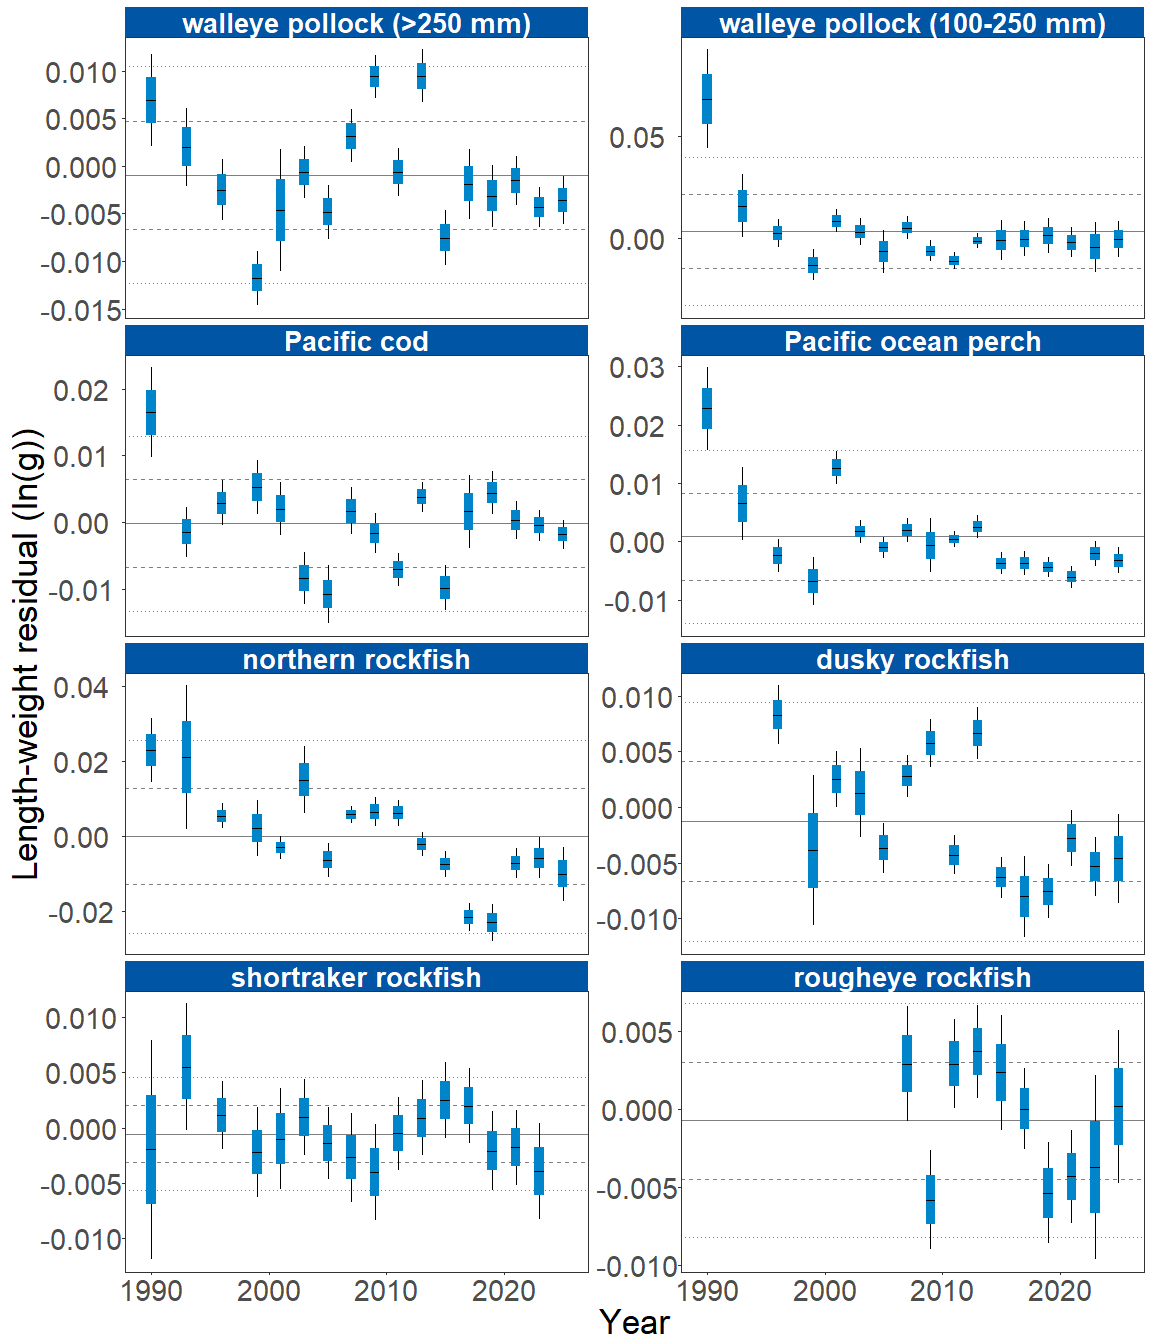 walleye pollock (>250 mm)
walleye pollock (100-250 mm)
0.010
0.005
0.000
-0.005
-0.010
-0.015
0.05
0.00
Pacific cod
Pacific ocean perch
0.02
0.01
0.00
-0.01
0.03
0.02
0.01
0.00
-0.01
Length-weight residual (ln(g))
northern rockfish
dusky rockfish
0.04
0.02
0.00
-0.02
0.010
0.005
0.000
-0.005
-0.010
shortraker rockfish
rougheye rockfish
0.010
0.005
0.000
-0.005
-0.010
0.005
0.000
-0.005
-0.010
1990 2000 2010 2020
1990 2000 2010 2020
Year